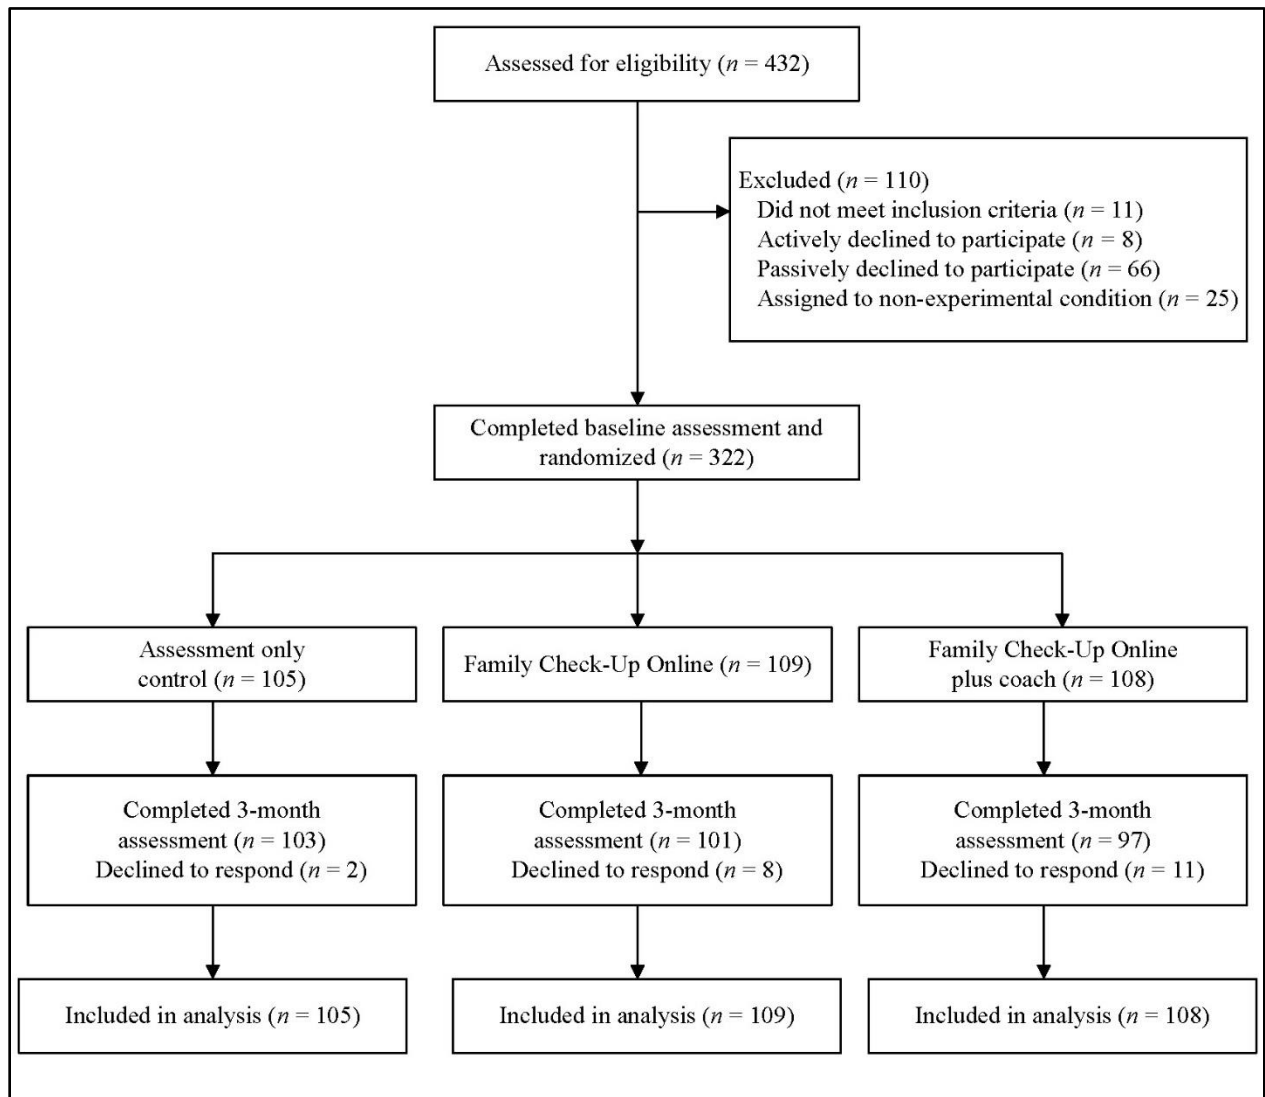 Assessed for eligibility (n = 432)
Excluded (n = 110)
Did not meet inclusion criteria (n = 11)
Actively declined to participate (n = 8)
Passively declined to participate (n = 66)
Assigned to non-experimental condition (n = 25)
Completed baseline assessment and
randomized (n = 322)
Assessment only
control (n = 105)
Family Check-Up Online (n = 109)
Family Check-Up Online
plus coach (n = 108)
Completed 3-month
assessment (n = 103)
Declined to respond (n = 2)
Completed 3-month
assessment (n = 101)
Declined to respond (n = 8)
Completed 3-month
assessment (n = 97)
Declined to respond (n = 11)
Included in analysis (n = 105)
Included in analysis (n = 109)
Included in analysis (n = 108)